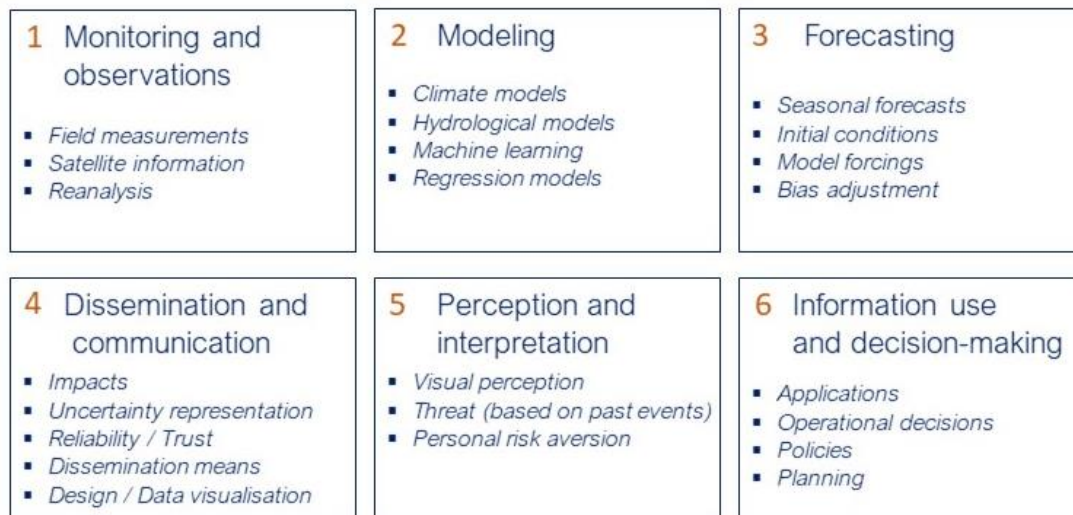 1 Monitoring and
observations
▪ Field measurements
▪ Satellite information
▪ Reanalysis
2 Modeling
▪ Climate models
▪ Hydrological models
▪ Machine learning
▪ Regression models
3 Forecasting
▪ Seasonal forecasts
▪ Initial conditions
▪ Model forcings
▪ Bias adjustment
4 Dissemination and
communication
▪ Impacts
▪ Uncertainty representation
▪ Reliability / Trust
▪ Dissemination means
▪ Design / Data visualisation
5 Perception and
interpretation
▪ Visual perception
▪ Threat (based on past events)
▪ Personal risk aversion
6 Information use
and decision-making
▪ Applications
▪ Operational decisions
▪ Policies
▪ Planning